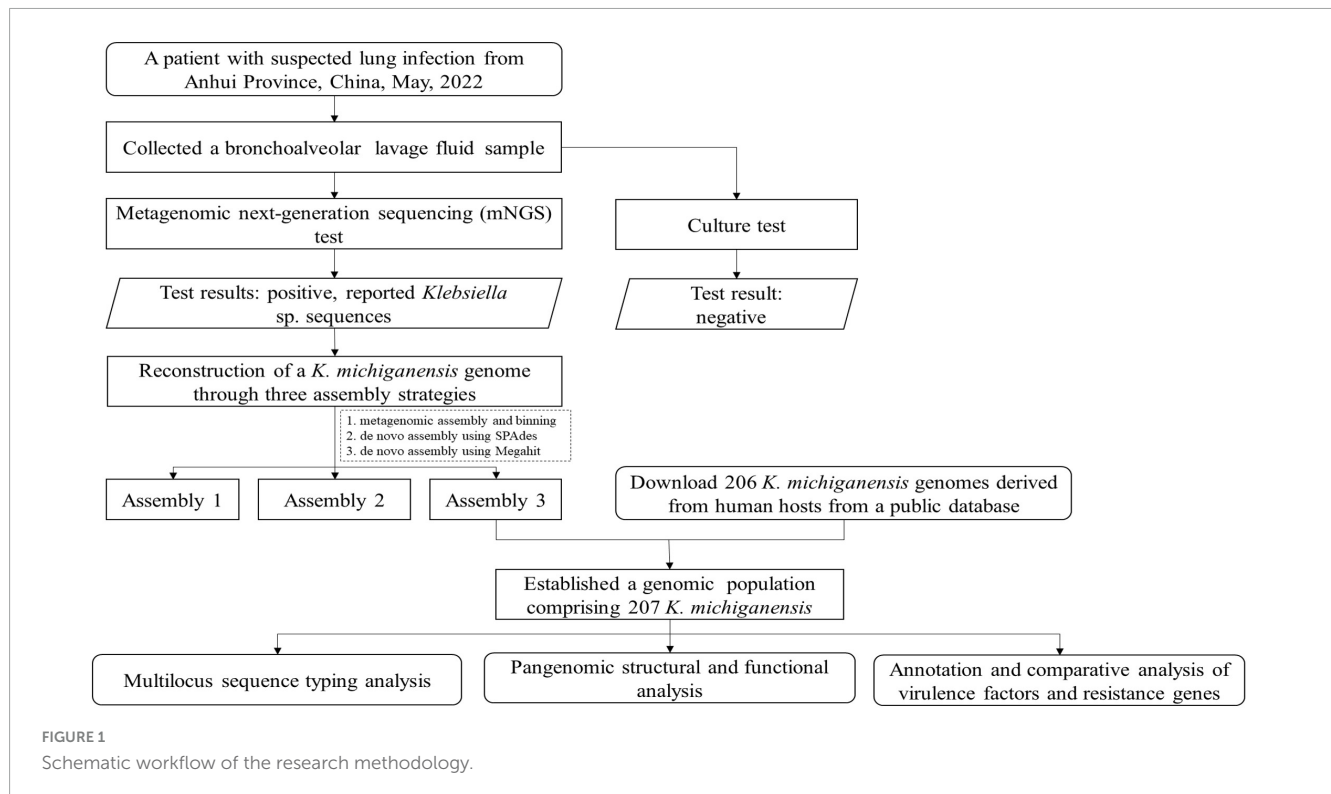 A patient with suspected lung infection from
Anhui Province, China, May, 2022
Collected a bronchoalveolar lavage fluid sample
Metagenomic next-generation sequencing (mNGS)
test
Culture test
Test results: positive, reported Klebsiella
sp. sequences
Test result:
negative
Reconstruction of a K. michiganensis genome
through three assembly strategies
1. metagenomic assembly and binning
2. de novo assembly using SPAdes
3. de novo assembly using Megahit
Assembly 1
Assembly 2
Assembly 3
Download 206 K. michiganensis genomes derived
from human hosts from a public database
Established a genomic population
comprising 207 K. michiganensis
Multilocus sequence typing analysis
Pangenomic structural and functional
analysis
Annotation and comparative analysis of
virulence factors and resistance genes
FIGURE 1
Schematic workflow of the research methodology.